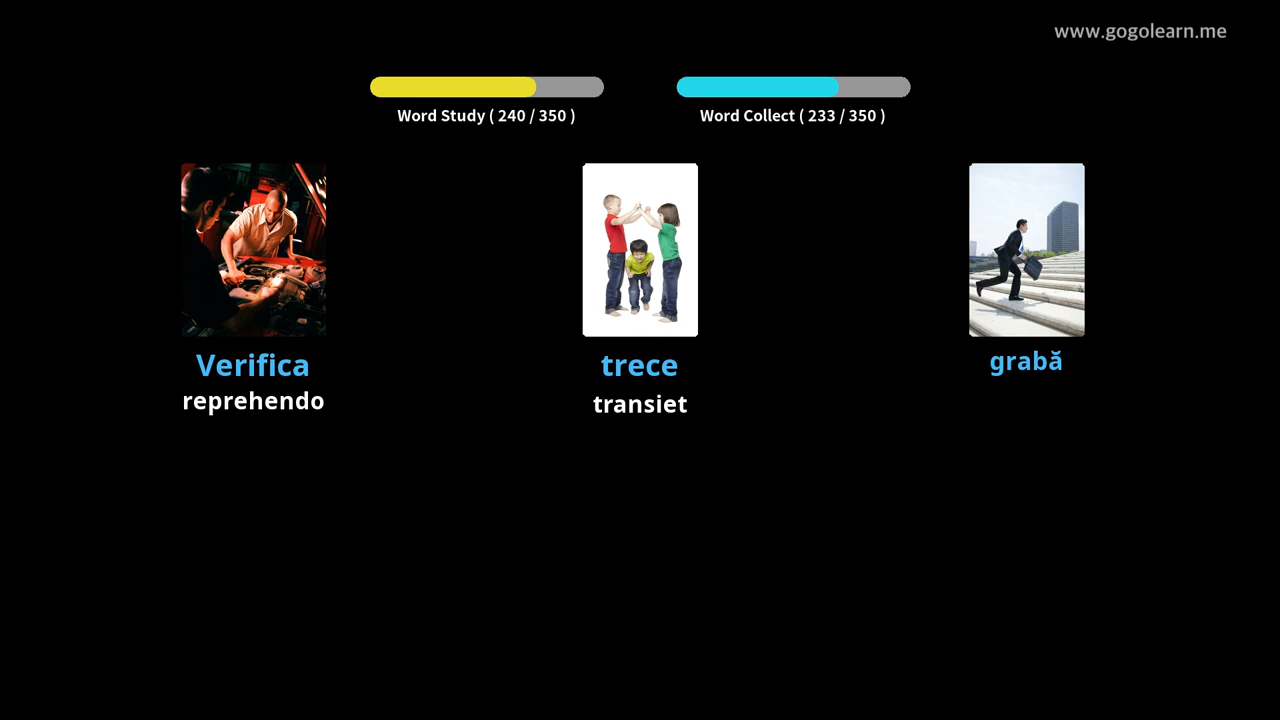 www.gogolearn.me
Word Study ( 240 / 350 )
Word Collect ( 233 / 350 )
Verifica
reprehendo
trece
transiet
grabă